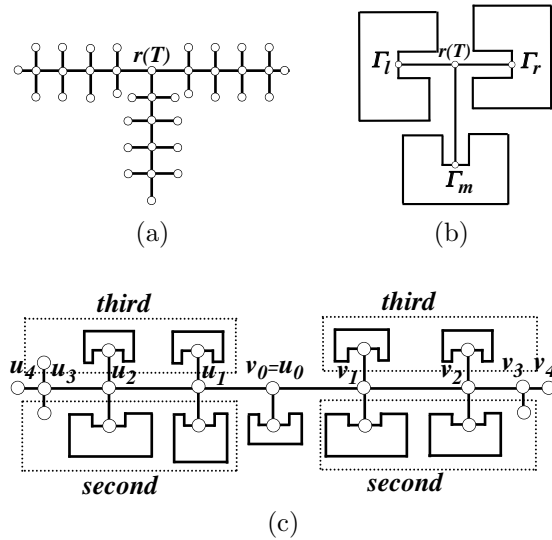 r(T)
Γl r(T) Γr
Γm
(a) (b)
third third
u4 u3 u2 u1 v0=u0 v1 v2 v3 v4
second second
(c)